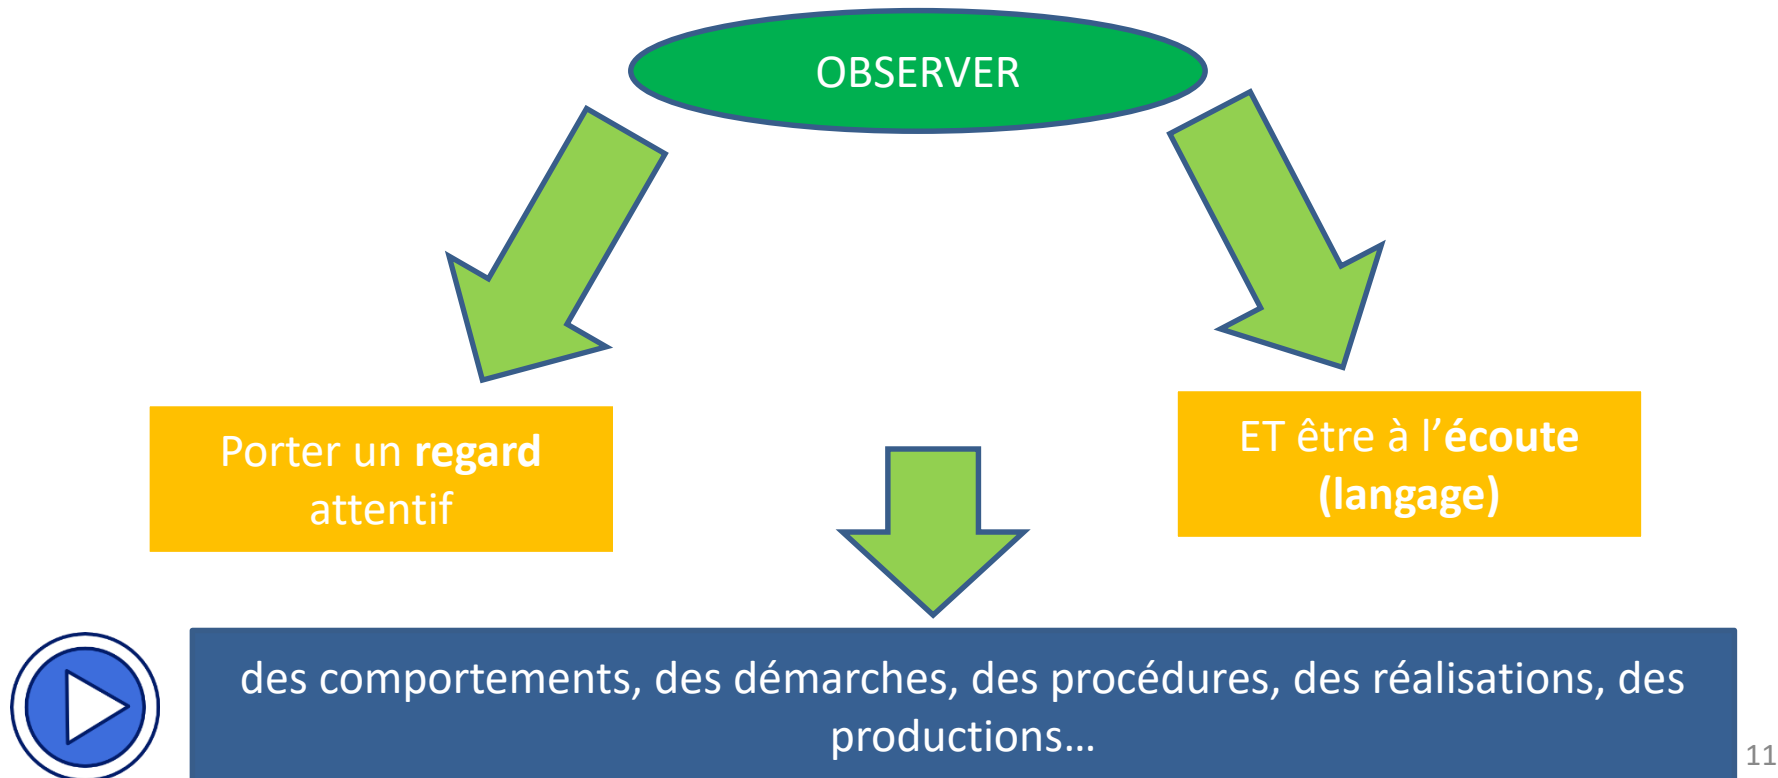 OBSERVER
Porter un regard
attentif
ET être à l’écoute
(langage)
des comportements, des démarches, des procédures, des réalisations, des
productions…
11